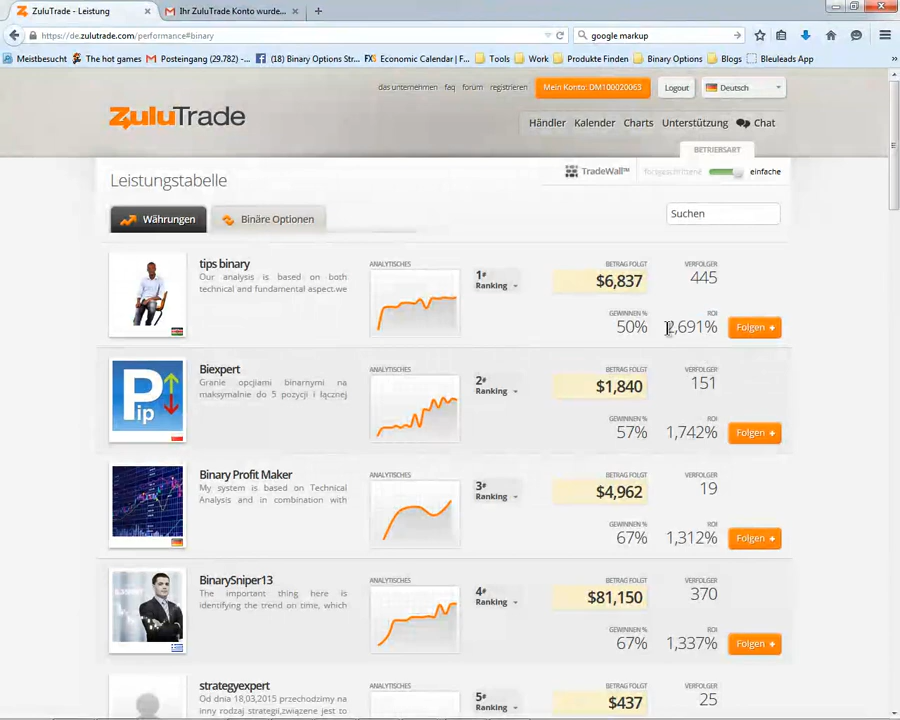 ZuluTrade - Leistung
Ihr ZuluTrade Konto wurde...
https://de.zulutrade.com/performance#binary
google markup
Meistbesucht The hot games Posteingang (29.782) -... (18) Binary Options Str... Economic Calendar | F... Tools Work Produkte Finden Binary Options Blogs Bleuleads App
das unternehmen faq forum registrieren Mein Konto: DM100020063 Logout Deutsch
ZuluTrade
Händler Kalender Charts Unterstützung Chat
BETRIEBSART
Leistungstabelle
TradeWall™ fortgeschrittene einfache
Währungen Binäre Optionen Suchen
tips binary
Our analysis is based on both
technical and fundamental aspect.we
ANALYTISCHES
1#
Ranking
BETRAG FOLGT
$6,837
VERFOLGER
445
GEWINNEN %
50%
ROI
2,691%
Folgen +
Biexpert
Granie opcjiami binarnymi na
maksymalnie do 5 pozycji i łącznej
Pip
ANALYTISCHES
2#
Ranking
BETRAG FOLGT
$1,840
VERFOLGER
151
GEWINNEN %
57%
ROI
1,742%
Folgen +
Binary Profit Maker
My system is based on Technical
Analysis and in combination with
ANALYTISCHES
3#
Ranking
BETRAG FOLGT
$4,962
VERFOLGER
19
GEWINNEN %
67%
ROI
1,312%
Folgen +
BinarySniper13
The important thing here is
identifying the trend on time, which
ANALYTISCHES
4#
Ranking
BETRAG FOLGT
$81,150
VERFOLGER
370
GEWINNEN %
67%
ROI
1,337%
Folgen +
strategyexpert
Od dnia 18,03,2015 przechodzimy na
inny rodzaj strategii,związene jest to
ANALYTISCHES
5#
Ranking
BETRAG FOLGT
$437
VERFOLGER
25